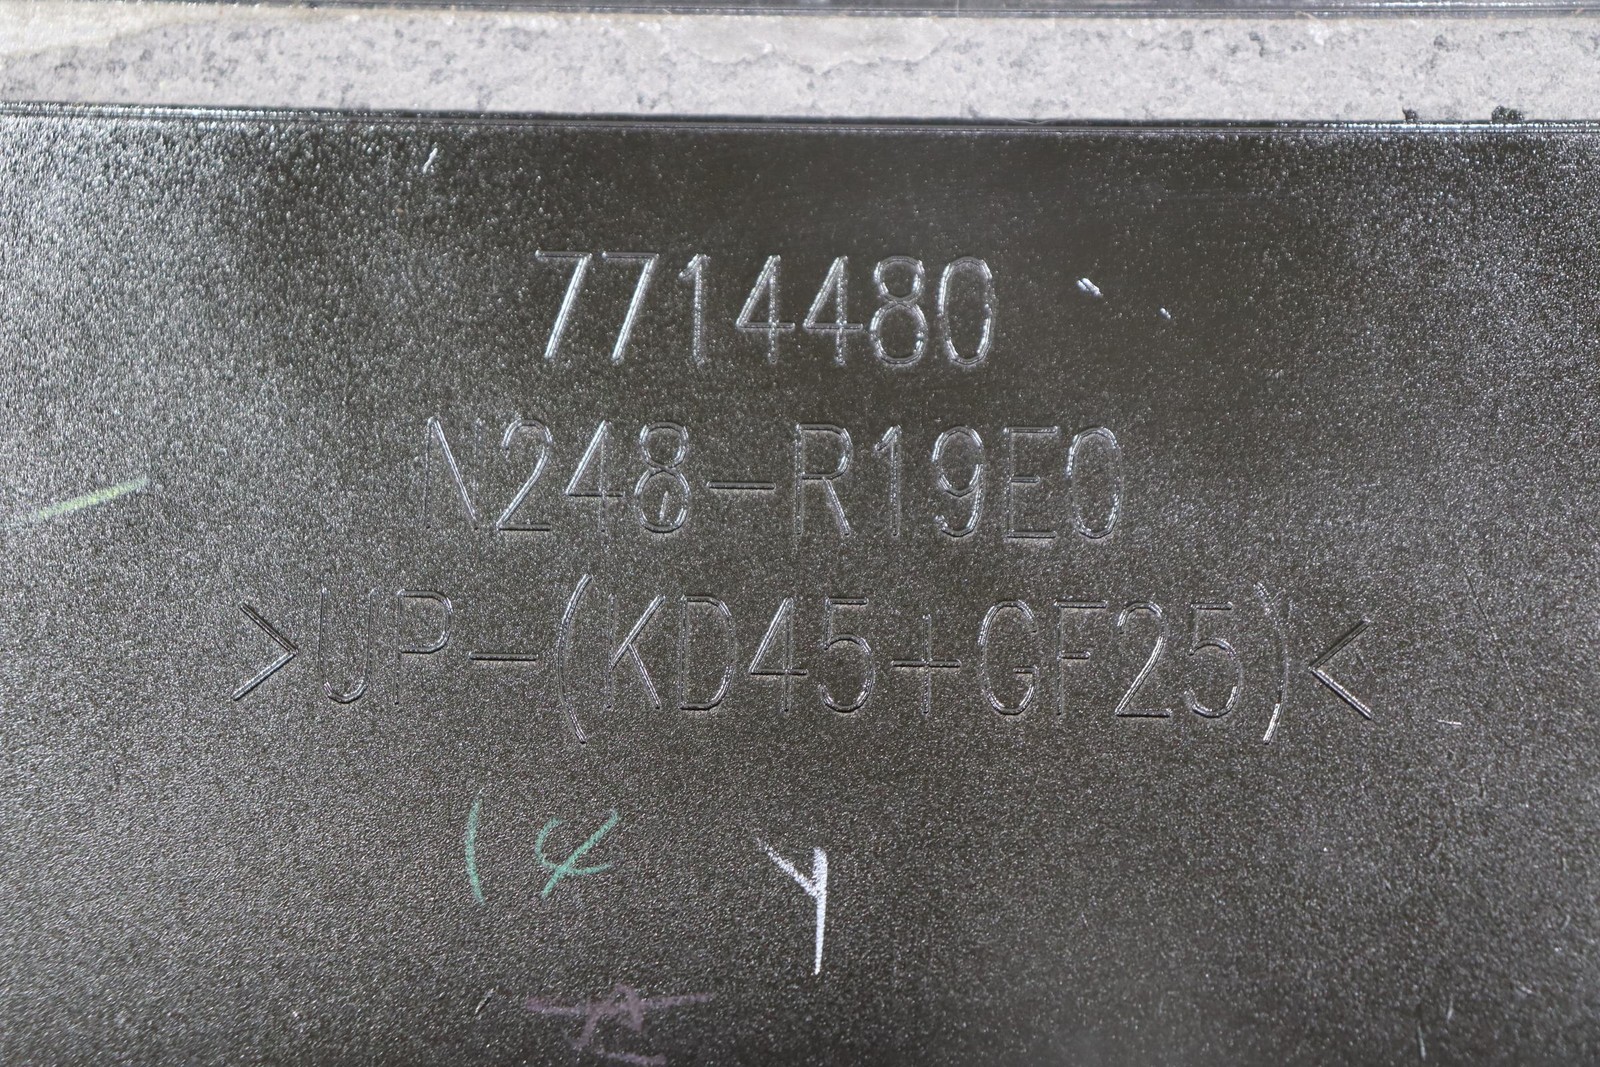 7714480
N248-R19E0
>UP-(KD45+GF25)<
14
Y